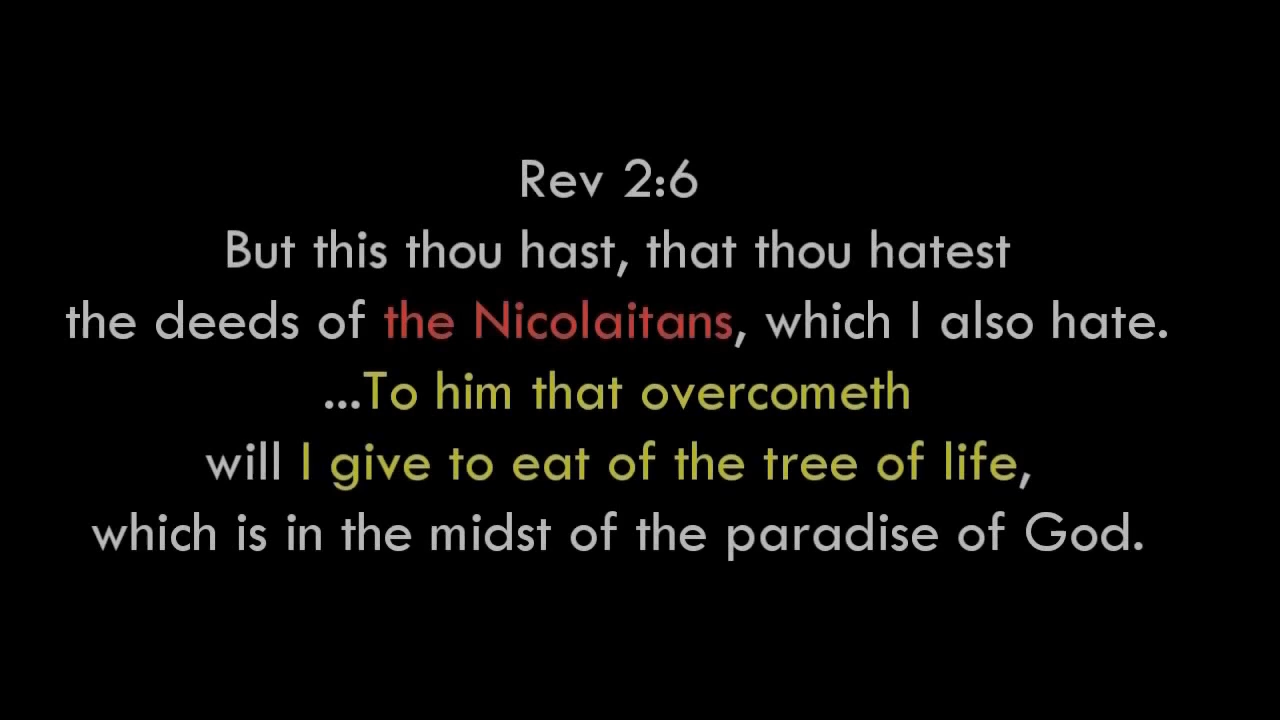 Rev 2:6
But this thou hast, that thou hatest
the deeds of the Nicolaitans, which I also hate.
...To him that overcometh
will I give to eat of the tree of life,
which is in the midst of the paradise of God.